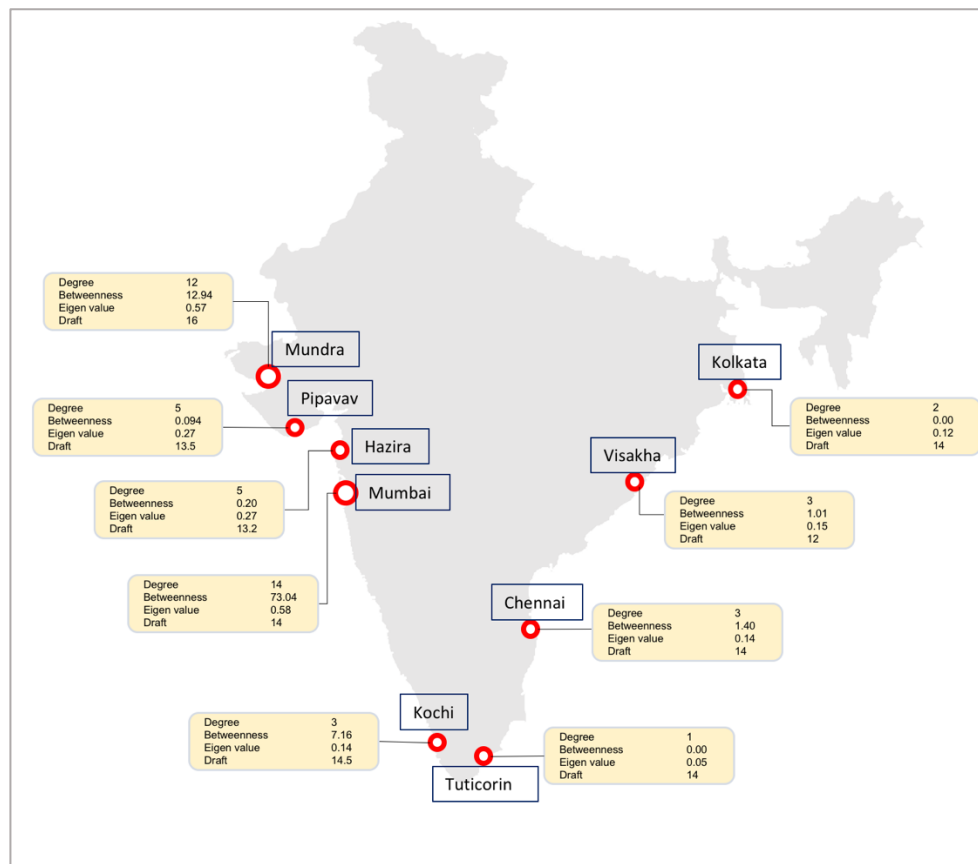 Degree 12
Betweenness 12.94
Eigen value 0.57
Draft 16
Mundra
Pipavav
Degree 5
Betweenness 0.094
Eigen value 0.27
Draft 13.5
Hazira
Degree 5
Betweenness 0.20
Eigen value 0.27
Draft 13.2
Mumbai
Degree 14
Betweenness 73.04
Eigen value 0.58
Draft 14
Kolkata
Degree 2
Betweenness 0.00
Eigen value 0.12
Draft 14
Visakha
Degree 3
Betweenness 1.01
Eigen value 0.15
Draft 12
Chennai
Degree 3
Betweenness 1.40
Eigen value 0.14
Draft 14
Kochi
Degree 3
Betweenness 7.16
Eigen value 0.14
Draft 14.5
Tuticorin
Degree 1
Betweenness 0.00
Eigen value 0.05
Draft 14